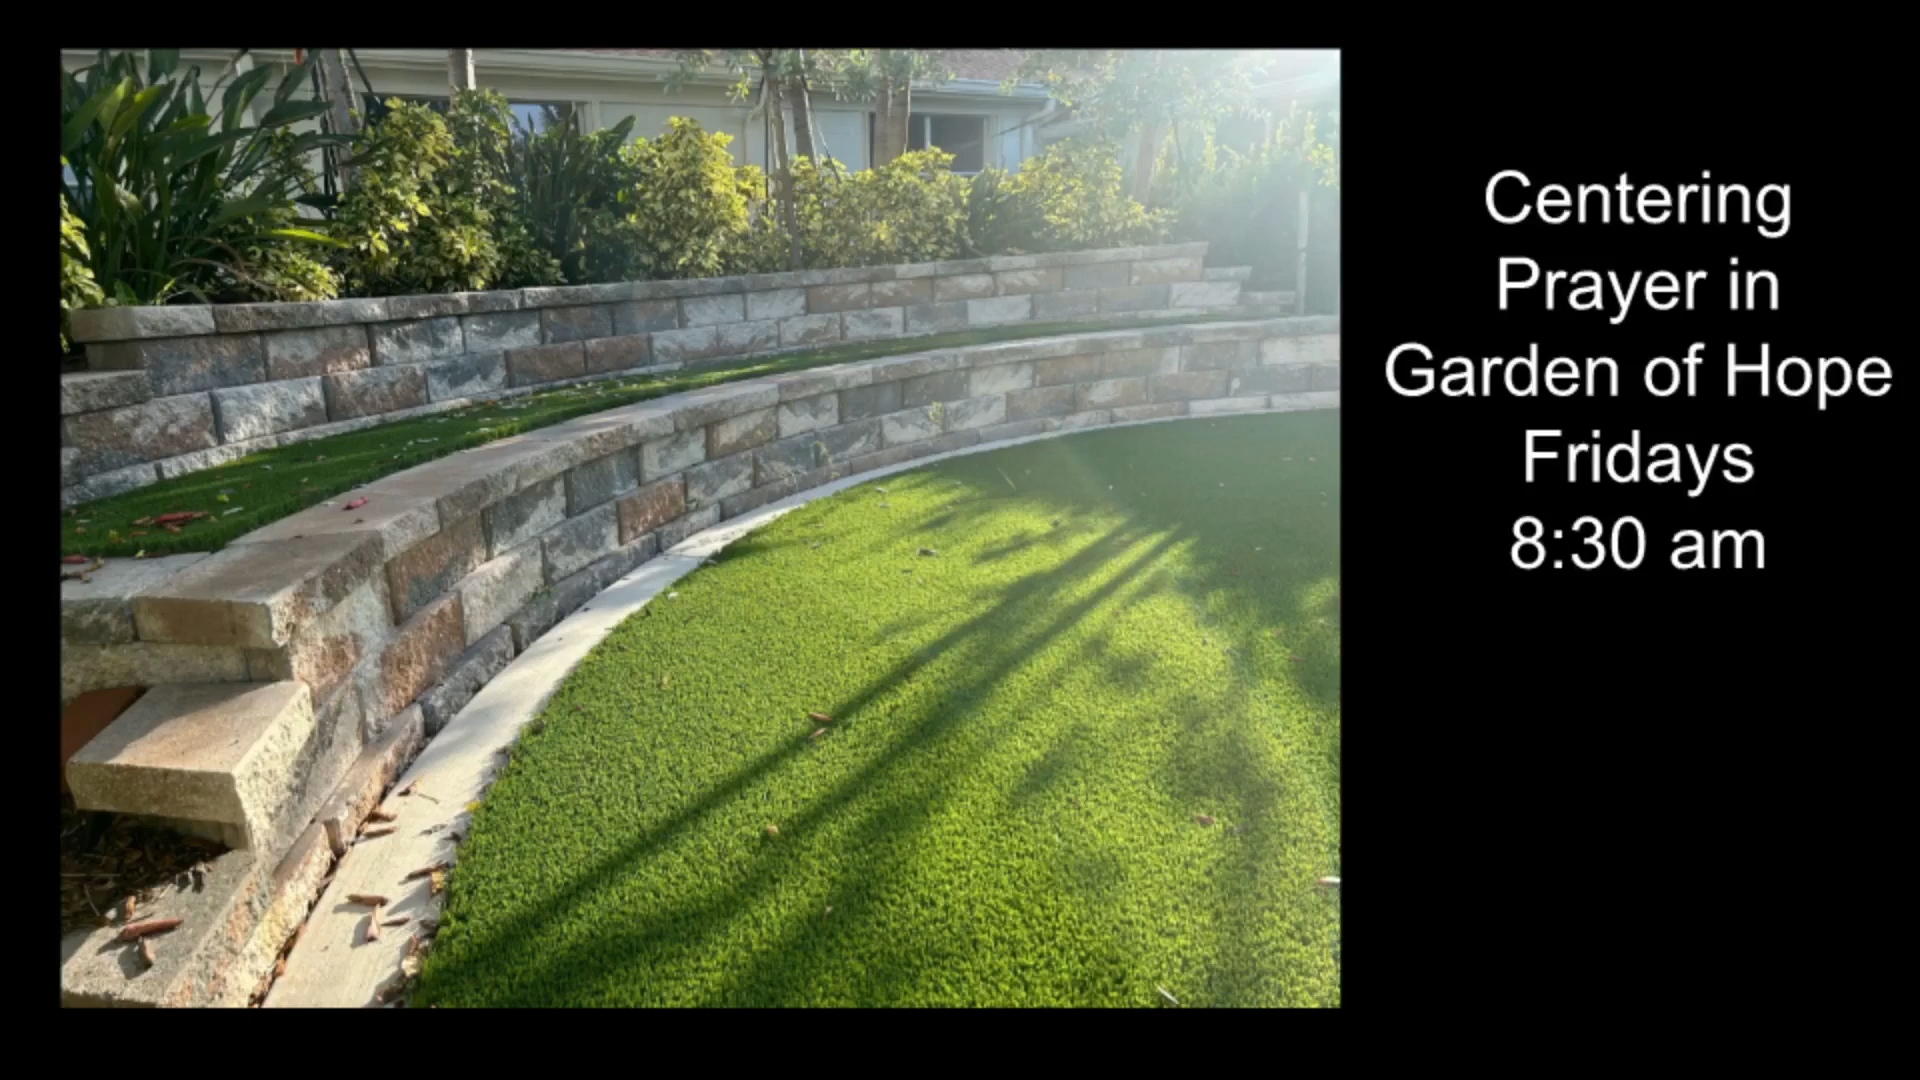 Centering
Prayer in
Garden of Hope
Fridays
8:30 am